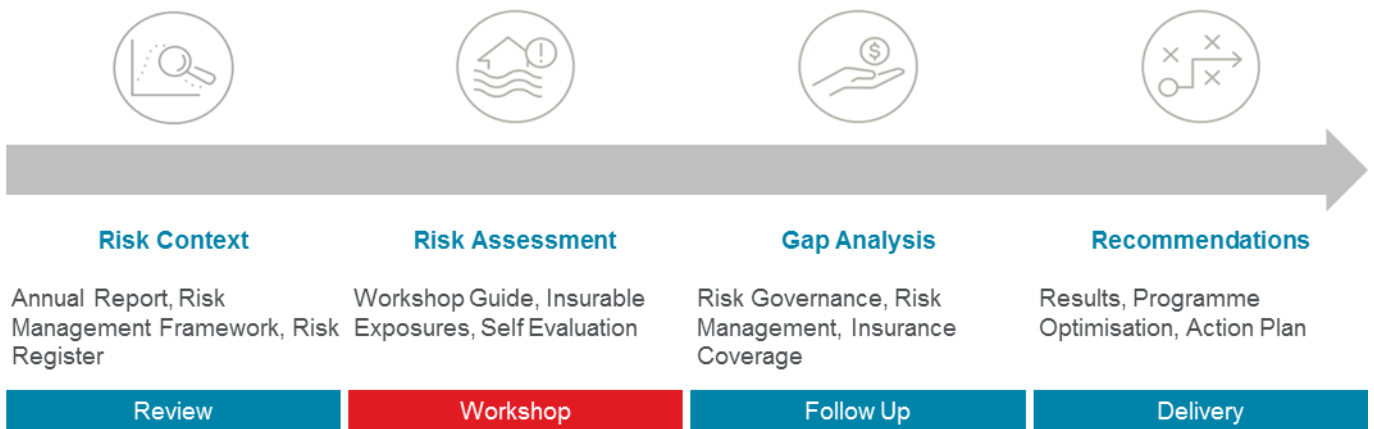 $
Risk Context
Annual Report, Risk
Management Framework, Risk
Register
Review
Risk Assessment
Workshop Guide, Insurable
Exposures, Self Evaluation
Workshop
Gap Analysis
Risk Governance, Risk
Management, Insurance
Coverage
Follow Up
Recommendations
Results, Programme
Optimisation, Action Plan
Delivery